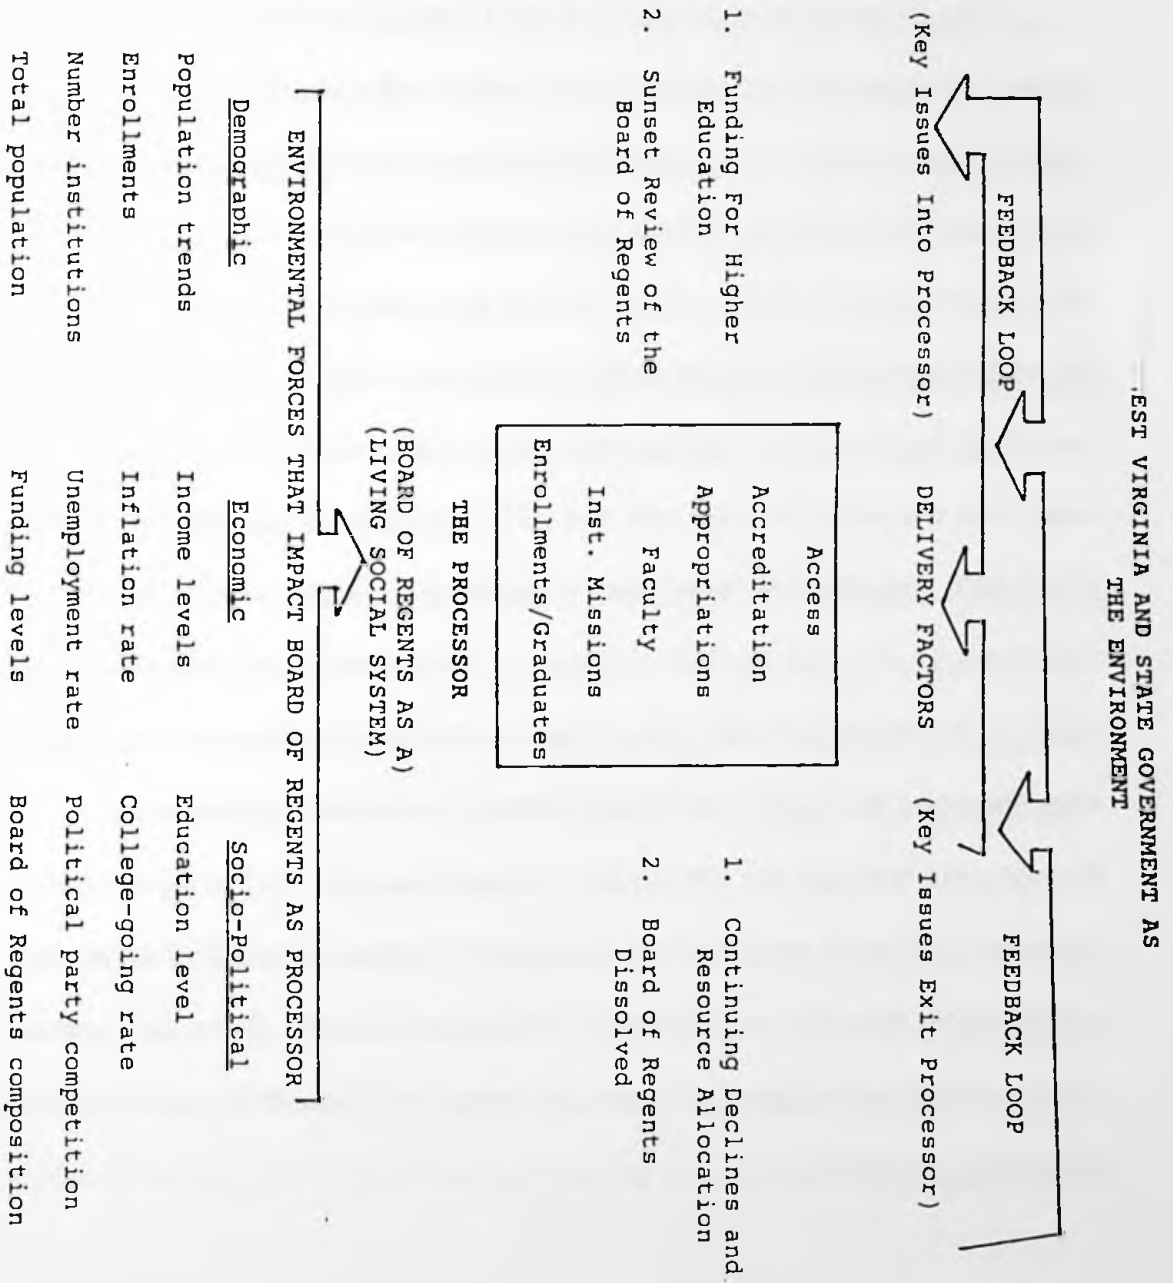 .EST VIRGINIA AND STATE GOVERNMENT AS
THE ENVIRONMENT
FEEDBACK LOOP
FEEDBACK LOOP
(Key Issues Into Processor)
DELIVERY FACTORS
(Key Issues Exit Processor)
1. Funding For Higher
Education
2. Sunset Review of the
Board of Regents
Access
Accreditation
Appropriations
Faculty
Inst. Missions
Enrollments/Graduates
1 Continuing Declines and
Resource Allocation
2. Board of Regents
Dissolved
THE PROCESSOR
(BOARD OF REGENTS AS A)
(LIVING SOCIAL SYSTEM)
ENVIRONMENTAL FORCES THAT IMPACT BOARD OF REGENTS AS PROCESSOR
Demographic
Population trends
Enrollments
Number institutions
Total population
Economic
Income levels
Inflation rate
Unemployment rate
Funding levels
Socio-Political
Education level
College-going rate
Political party competition
Board of Regents composition